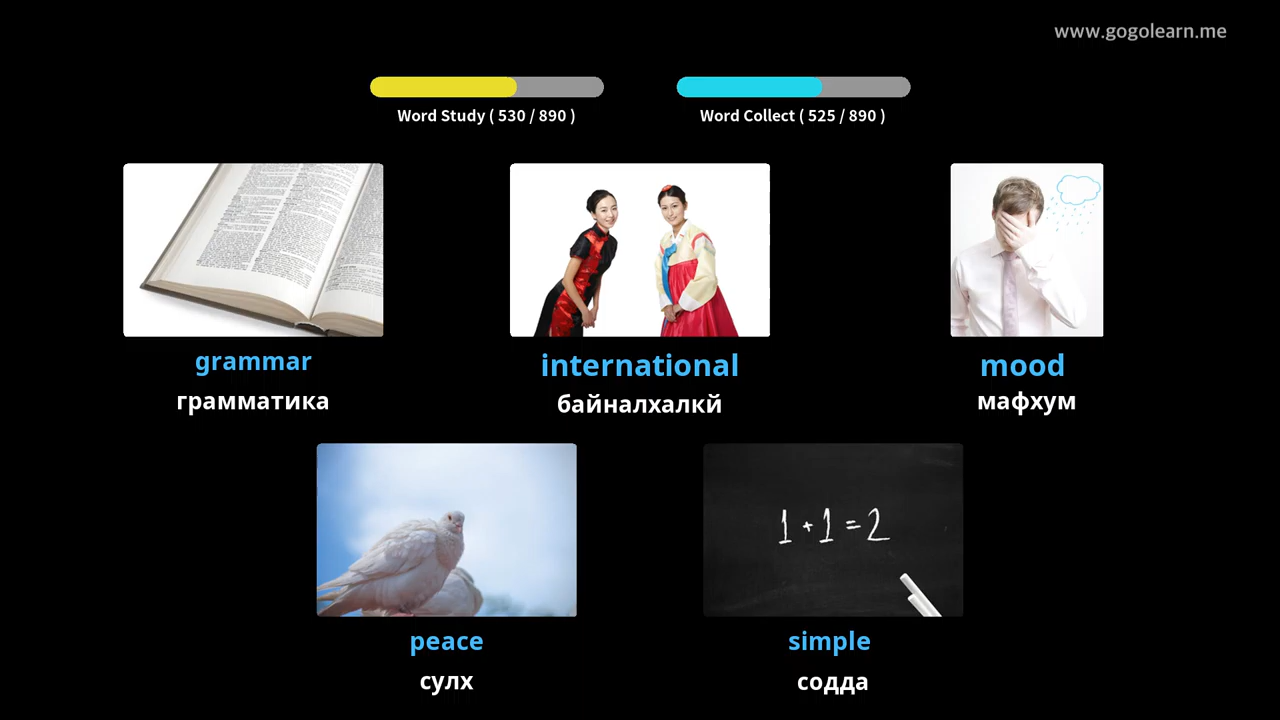 www.gogolearn.me
Word Study ( 530 / 890 )
Word Collect ( 525 / 890 )
grammar
грамматика
international
байналхалкй
mood
мафхум
1 + 1 = 2
peace
сулх
simple
содда